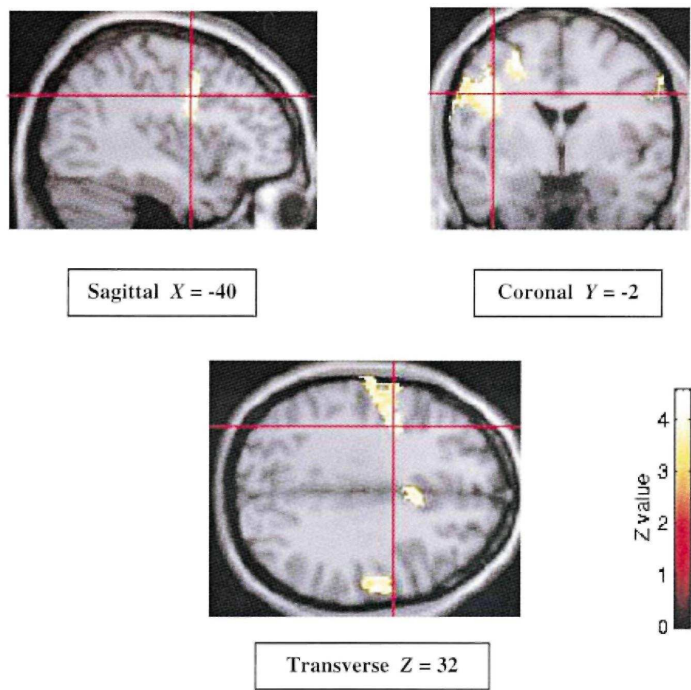 Sagittal X = -40
Coronal Y = -2
4
3
2
1
0
Z value
Transverse Z = 32